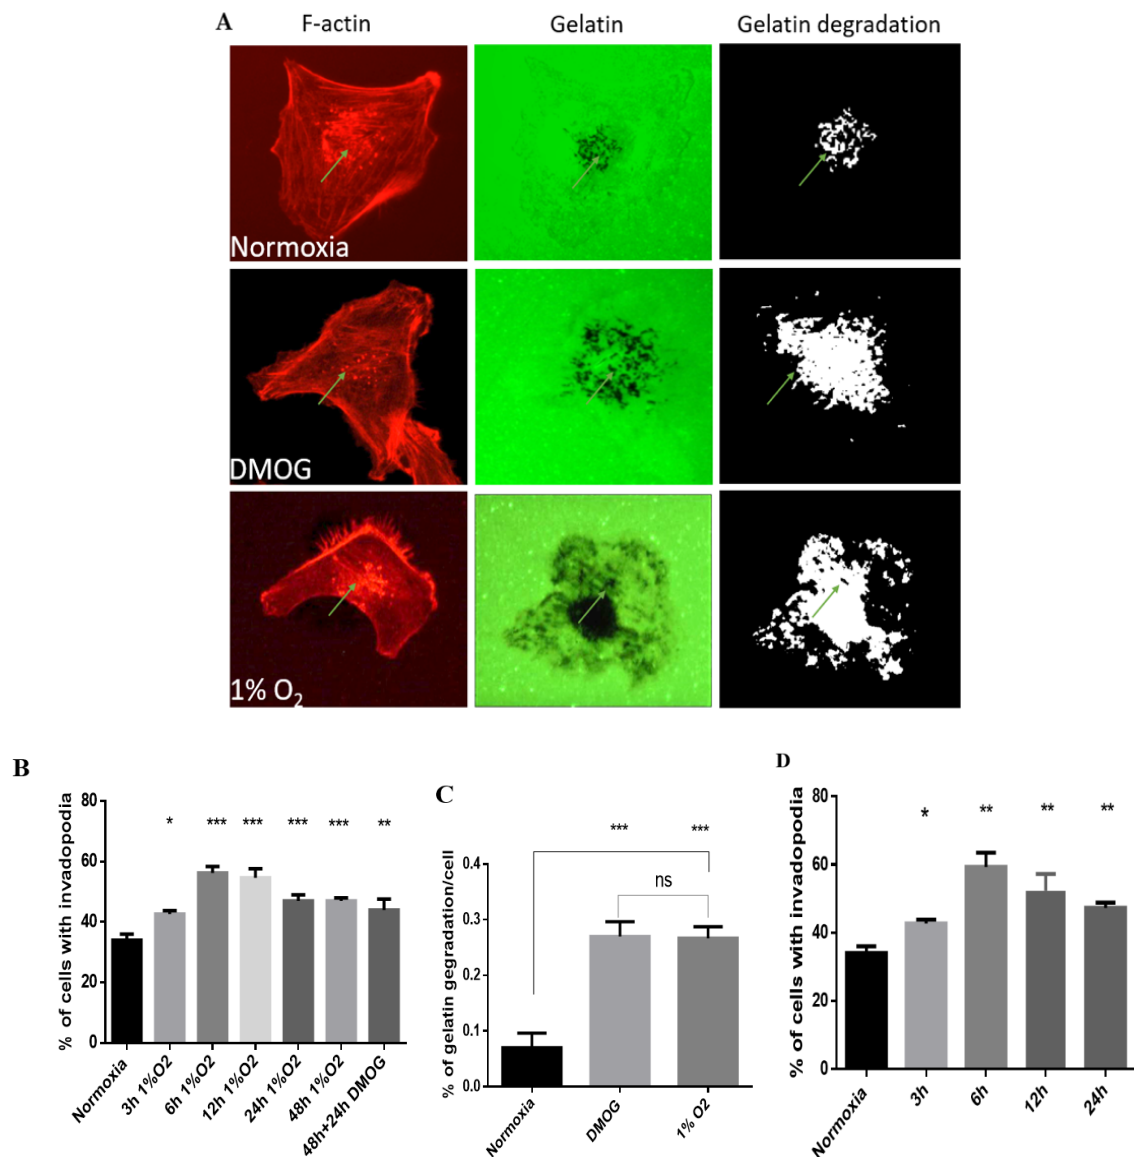 A
F-actin
Gelatin
Gelatin degradation
Normoxia
DMOG
1% O2
B
% of cells with invadopodia
80
60
40
20
0
* *** *** *** *** **
Normoxia
3h 1%O2
6h 1%O2
12h 1%O2
24h 1%O2
48h 1%O2
48h+24h DMOG
C
% of gelatin gegradation/cell
0.4
0.3
0.2
0.1
0.0
*** ***
ns
Normoxia
DMOG
1% O2
D
% of cells with invadopodia
80
60
40
20
0
* ** ** **
Normoxia
3h
6h
12h
24h